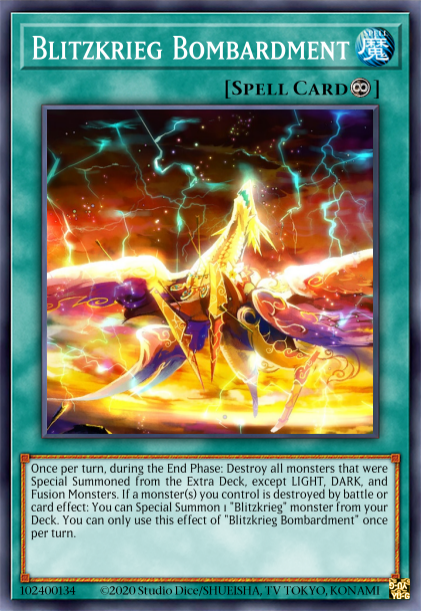 Blitzkrieg Bombardment
SPELL
魔
[Spell Card]
Once per turn, during the End Phase: Destroy all monsters that were
Special Summoned from the Extra Deck, except LIGHT, DARK, and
Fusion Monsters. If a monster(s) you control is destroyed by battle or
card effect: You can Special Summon 1 "Blitzkrieg" monster from your
Deck. You can only use this effect of "Blitzkrieg Bombardment" once
per turn.
102400134 ©2020 Studio Dice/SHUEISHA, TV TOKYO, KONAMI